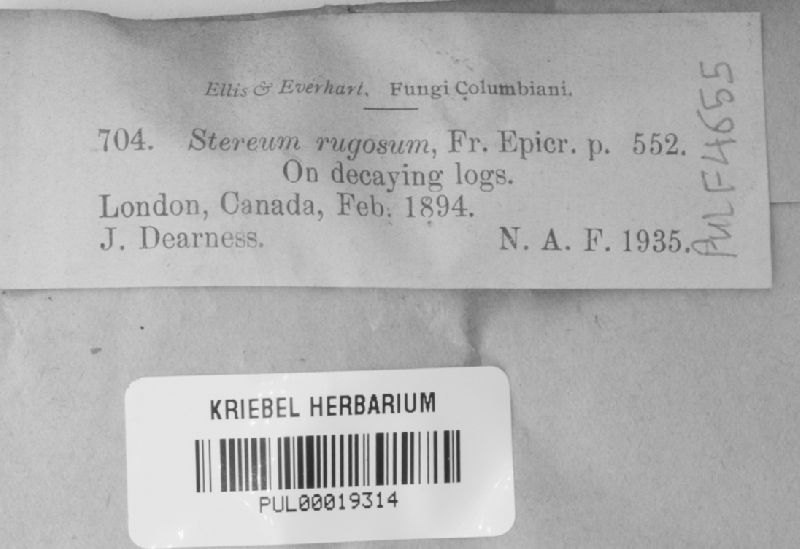 Ellis & Everhart, Fungi Columbiani.
704. Stereum rugosum, Fr. Epicr. p. 552.
On decaying logs.
London, Canada, Feb. 1894.
J. Dearness. N. A. F. 1935.
PULF4655
KRIEBEL HERBARIUM
PUL00019314